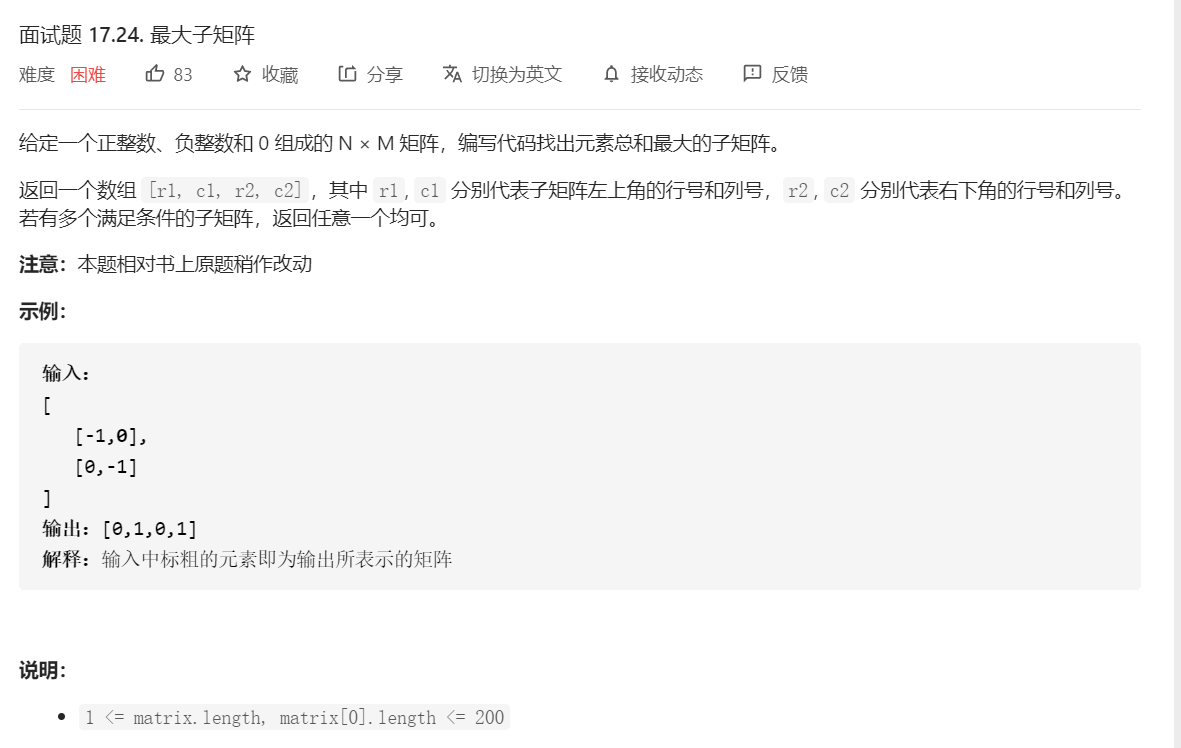 面试题 17.24. 最大子矩阵
难度 困难 83 收藏 分享 切换为英文 接收动态 反馈
给定一个正整数、负整数和 0 组成的 N × M 矩阵，编写代码找出元素总和最大的子矩阵。
返回一个数组 [r1, c1, r2, c2]，其中 r1, c1 分别代表子矩阵左上角的行号和列号，r2, c2 分别代表右下角的行号和列号。
若有多个满足条件的子矩阵，返回任意一个均可。
注意：本题相对书上原题稍作改动
示例：
输入：
[
[-1,0],
[0,-1]
]
输出：[0,1,0,1]
解释：输入中标粗的元素即为输出所表示的矩阵
说明：
1 <= matrix.length, matrix[0].length <= 200